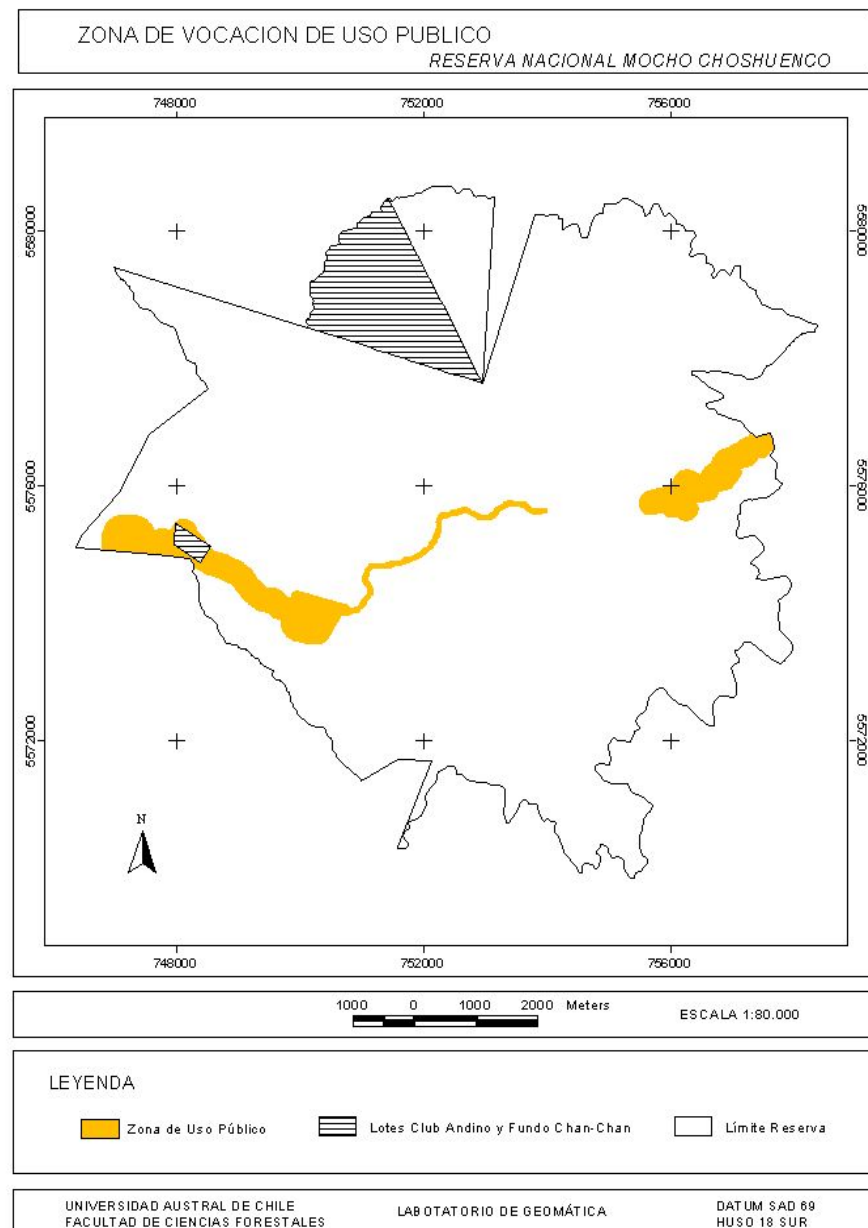 ZONA DE VOCACION DE USO PUBLICO
RESERVA NACIONAL MOCHO CHOSHUENCO
748000 752000 756000
5580000 5580000
5576000 5576000
5572000 5572000
N
748000 752000 756000
1000 0 1000 2000 Meters
ESCALA 1:80.000
LEYENDA
Zona de Uso Público Lotes Club Andino y Fundo Chan-Chan Límite Reserva
UNIVERSIDAD AUSTRAL DE CHILE LABOTATORIO DE GEOMÁTICA DATUM SAD 69
FACULTAD DE CIENCIAS FORESTALES HUSO 18 SUR